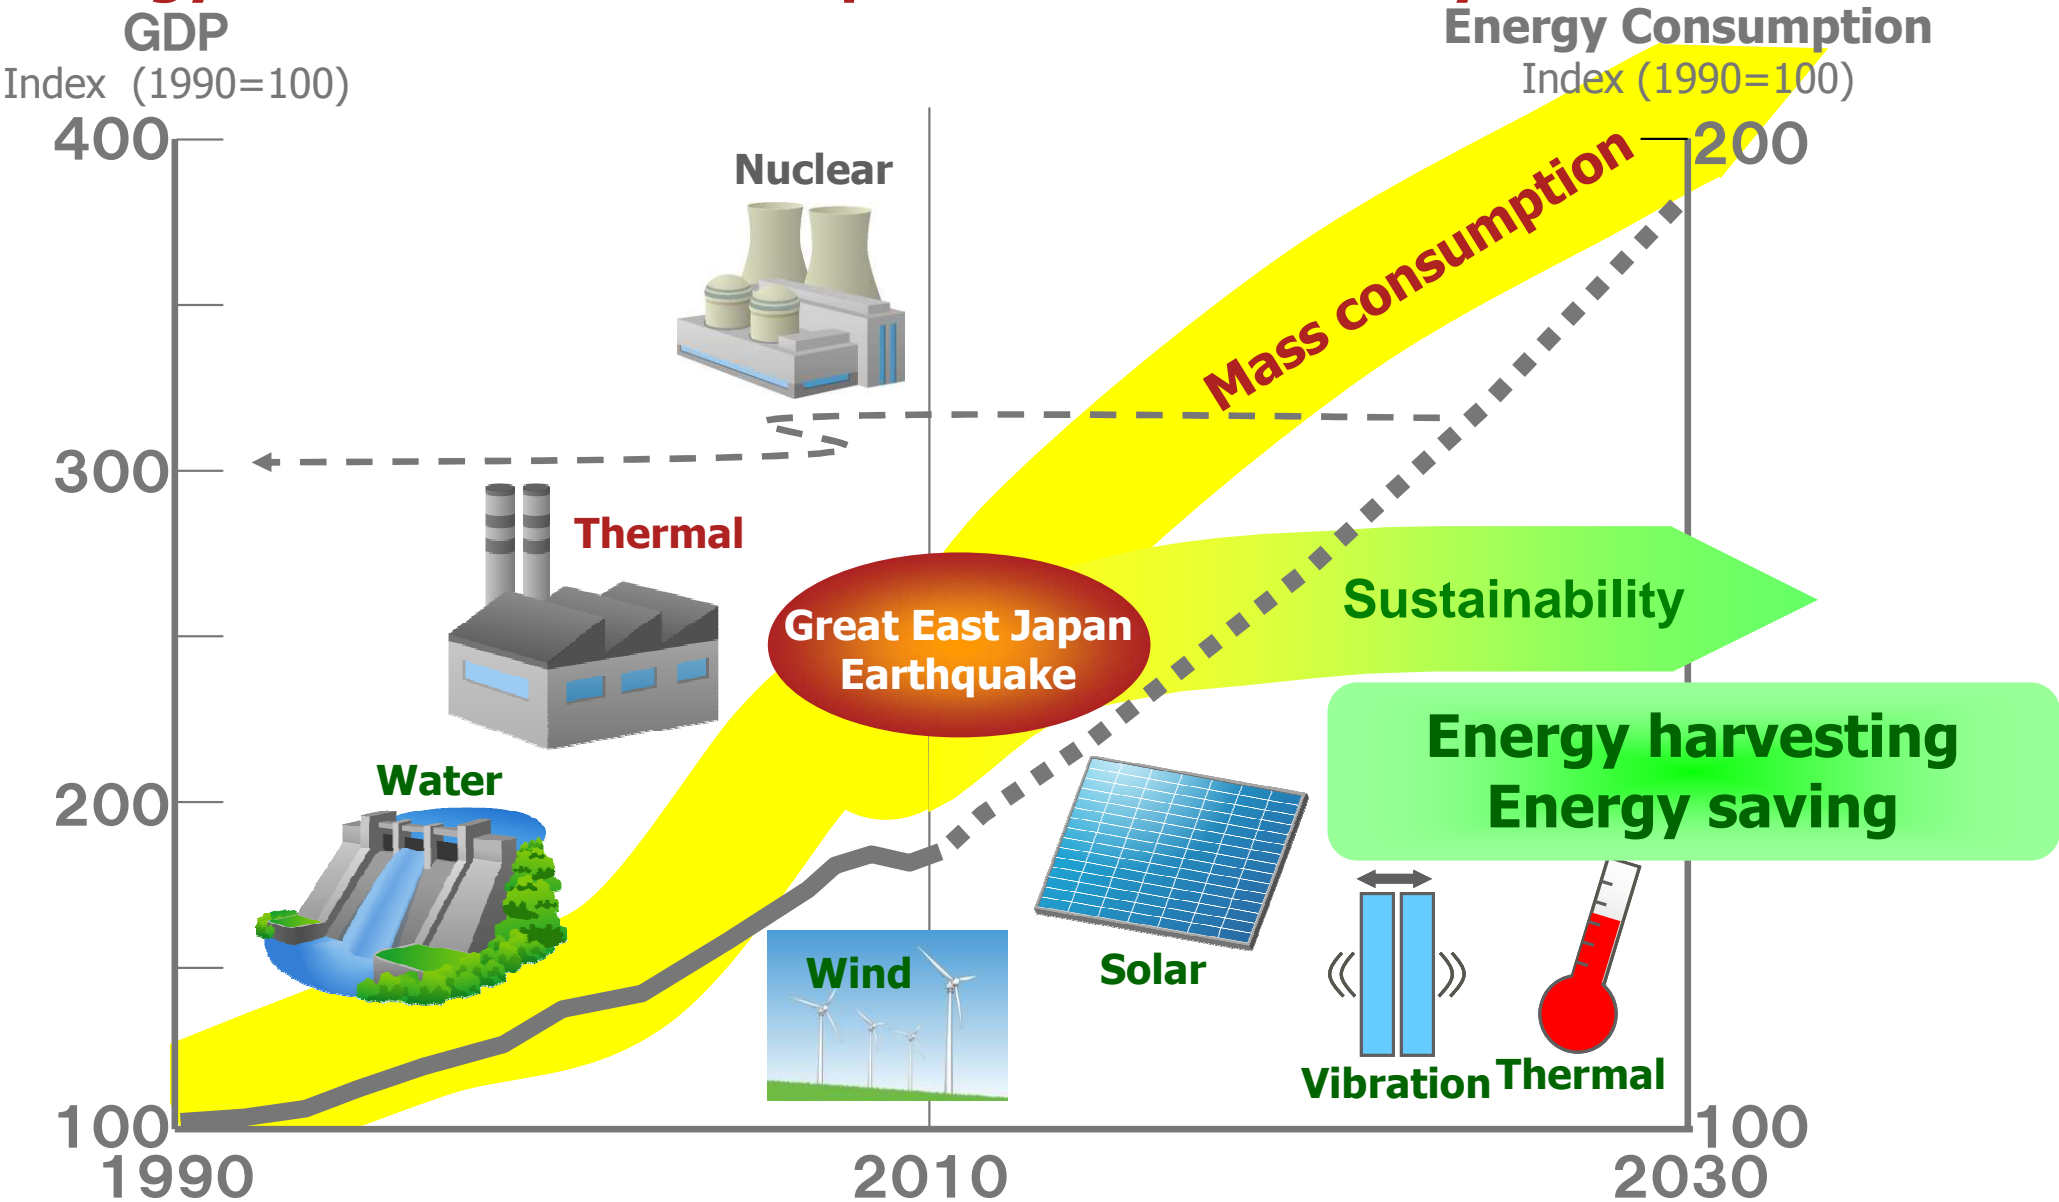 GDP
Index (1990=100)
Energy Consumption
Index (1990=100)
400
300
200
100
200
100
Nuclear
Mass consumption
Thermal
Great East Japan
Earthquake
Sustainability
Energy harvesting
Energy saving
Water
Wind
Solar
Vibration
Thermal
1990
2010
2030